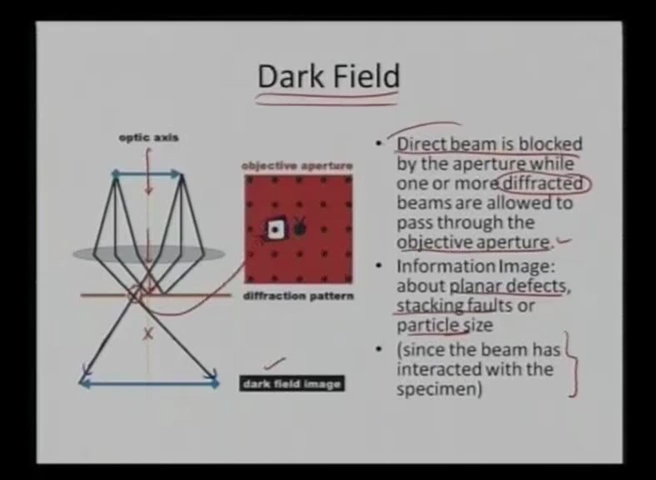 Dark Field
optic axis
objective aperture
diffraction pattern
X
dark field image
• Direct beam is blocked
by the aperture while
one or more diffracted
beams are allowed to
pass through the
objective aperture.
• Information Image:
about planar defects,
stacking faults or
particle size
• (since the beam has
interacted with the
specimen)